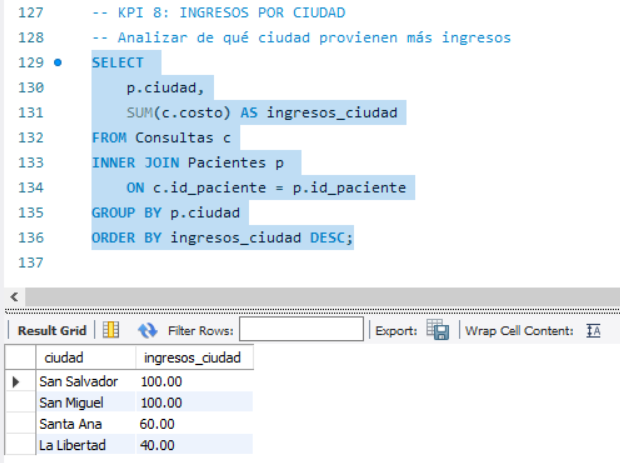 127 -- KPI 8: INGRESOS POR CIUDAD
128 -- Analizar de qué ciudad provienen más ingresos
129 SELECT
130 p.ciudad,
131 SUM(c.costo) AS ingresos_ciudad
132 FROM Consultas c
133 INNER JOIN Pacientes p
134 ON c.id_paciente = p.id_paciente
135 GROUP BY p.ciudad
136 ORDER BY ingresos_ciudad DESC;
137
Result Grid Filter Rows: Export: Wrap Cell Content:
ciudad ingresos_ciudad
San Salvador 100.00
San Miguel 100.00
Santa Ana 60.00
La Libertad 40.00